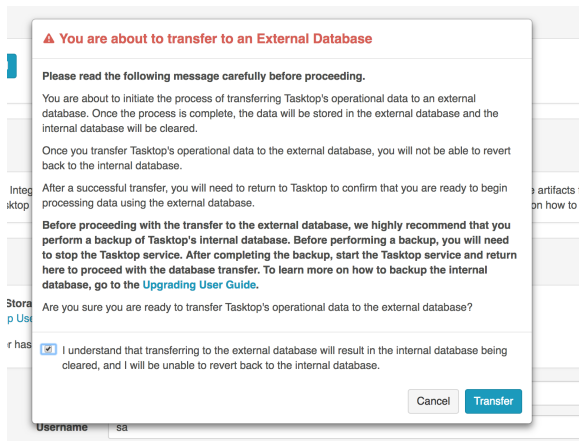 You are about to transfer to an External Database
Please read the following message carefully before proceeding.
You are about to initiate the process of transferring Tasktop's operational data to an external
database. Once the process is complete, the data will be stored in the external database and the
internal database will be cleared.
Once you transfer Tasktop's operational data to the external database, you will not be able to revert
back to the internal database.
After a successful transfer, you will need to return to Tasktop to confirm that you are ready to begin
processing data using the external database.
Integ
e artifacts
sktop
on how to
Before proceeding with the transfer to the external database, we highly recommend that you
perform a backup of Tasktop's internal database. Before performing a backup, you will need
to stop the Tasktop service. After completing the backup, start the Tasktop service and return
here to proceed with the database transfer. To learn more on how to backup the internal
database, go to the Upgrading User Guide.
Stora
Are you sure you are ready to transfer Tasktop's operational data to the external database?
p Use
r has
I understand that transferring to the external database will result in the internal database being
cleared, and I will be unable to revert back to the internal database.
Cancel Transfer
Username sa